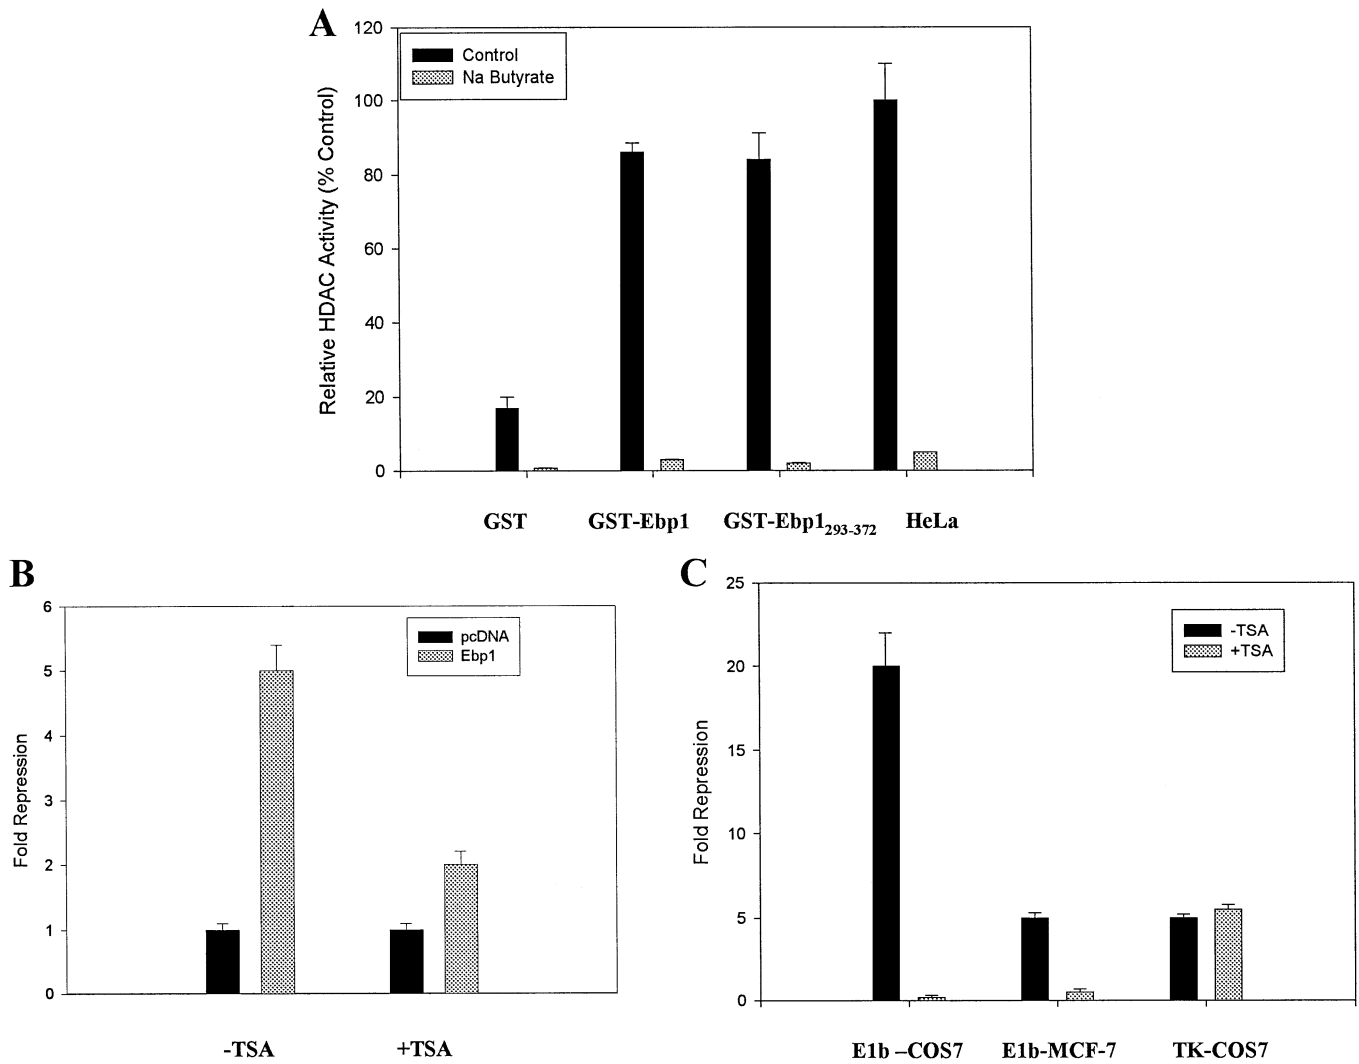 A
120
100
80
60
40
20
0
Relative HDAC Activity (% Control)
Control
Na Butyrate
GST GST-Ebp1 GST-Ebp1293-372 HeLa
B
6
5
4
3
2
1
0
Fold Repression
pcDNA
Ebp1
-TSA +TSA
C
25
20
15
10
5
0
Fold Repression
-TSA
+TSA
E1b –COS7 E1b-MCF-7 TK-COS7